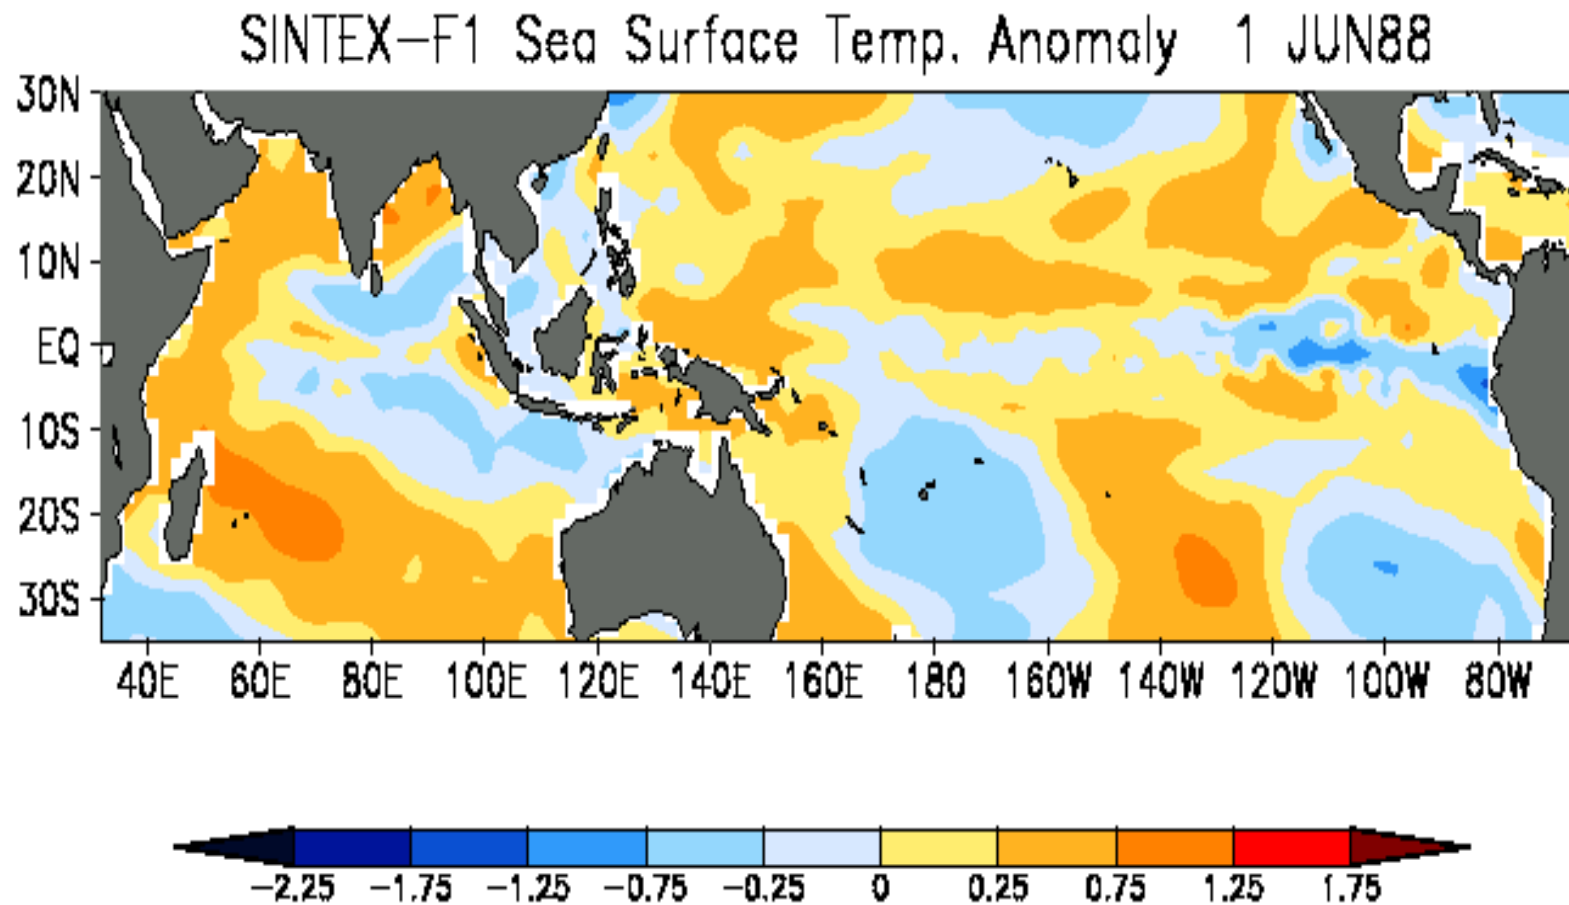 SINTEX-F1 Sea Surface Temp. Anomaly 1 JUN88
30N
20N
10N
EQ
10S
20S
30S
40E 60E 80E 100E 120E 140E 160E 180 160W 140W 120W 100W 80W
-2.25 -1.75 -1.25 -0.75 -0.25 0 0.25 0.75 1.25 1.75